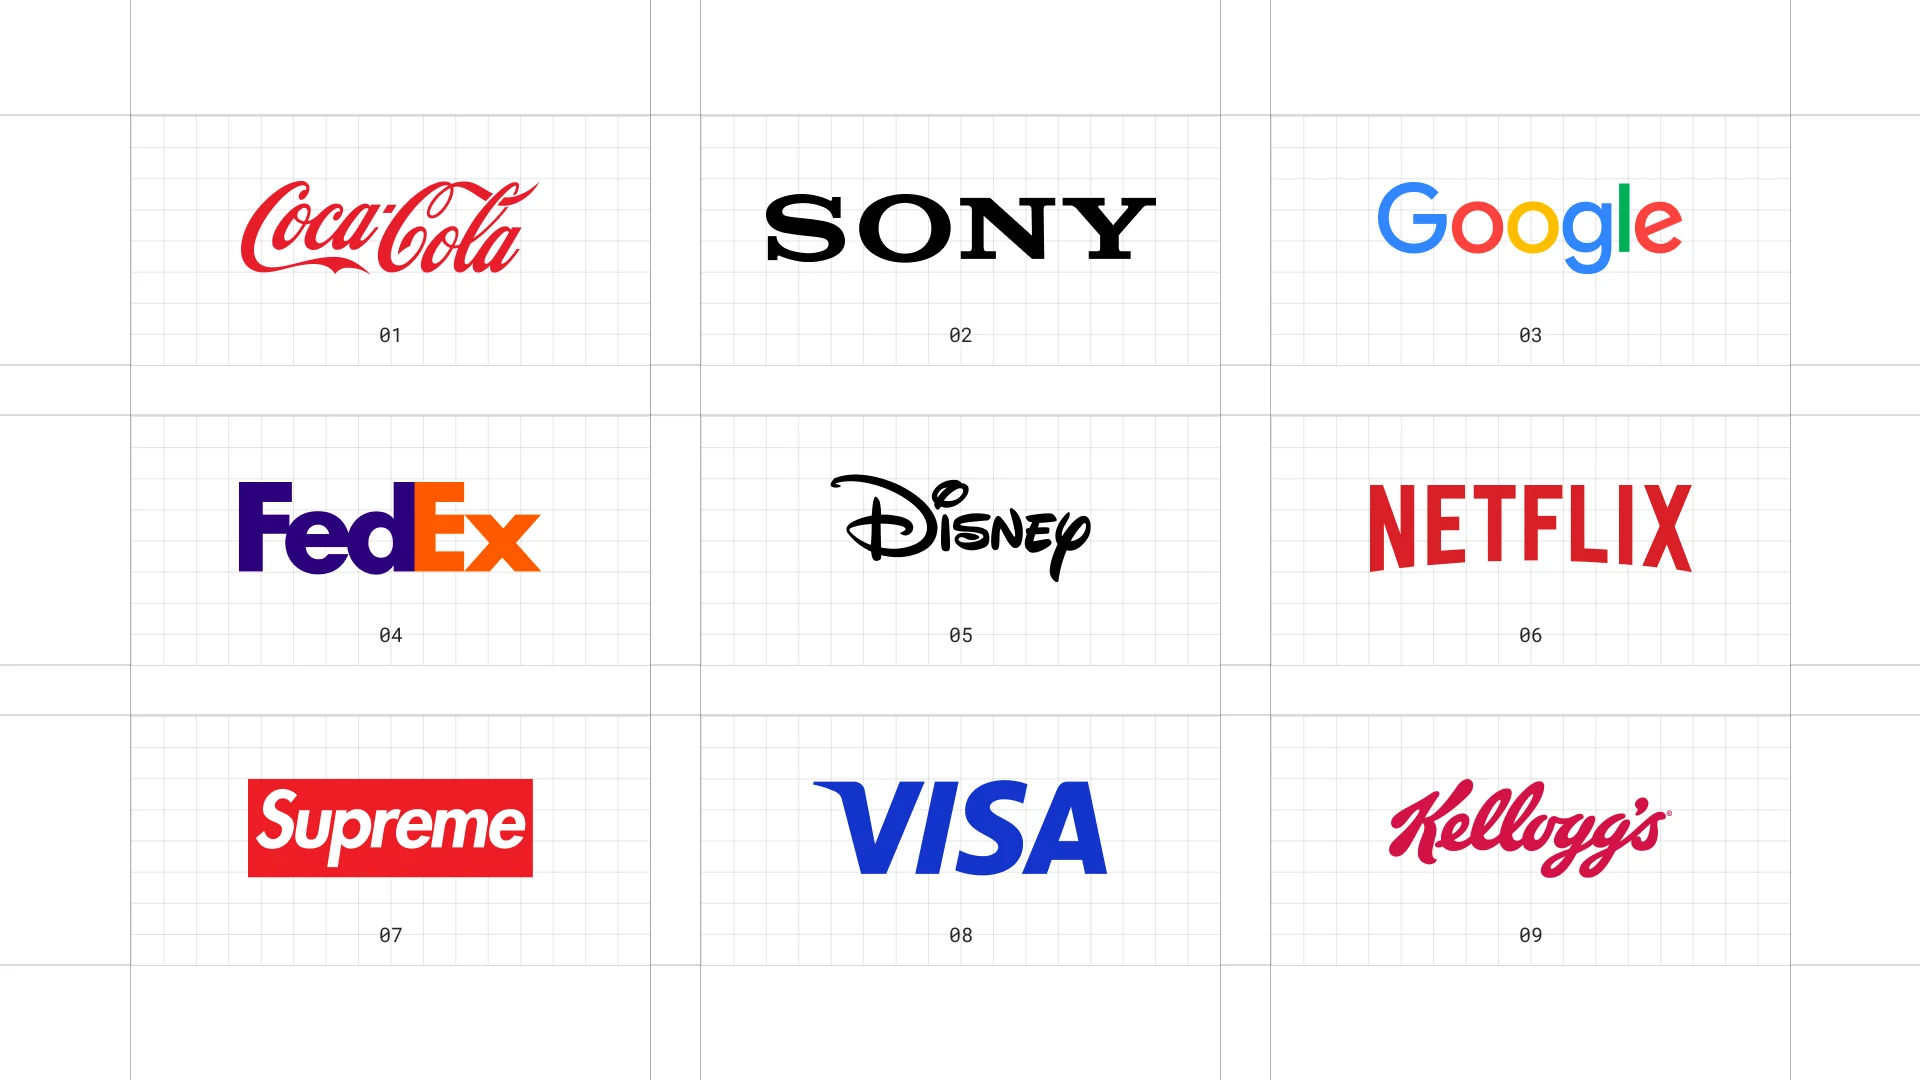 Coca-Cola
SONY
Google
01
02
03
FedEx
Disney
NETFLIX
04
05
06
Supreme
VISA
Kellogg's®
07
08
09